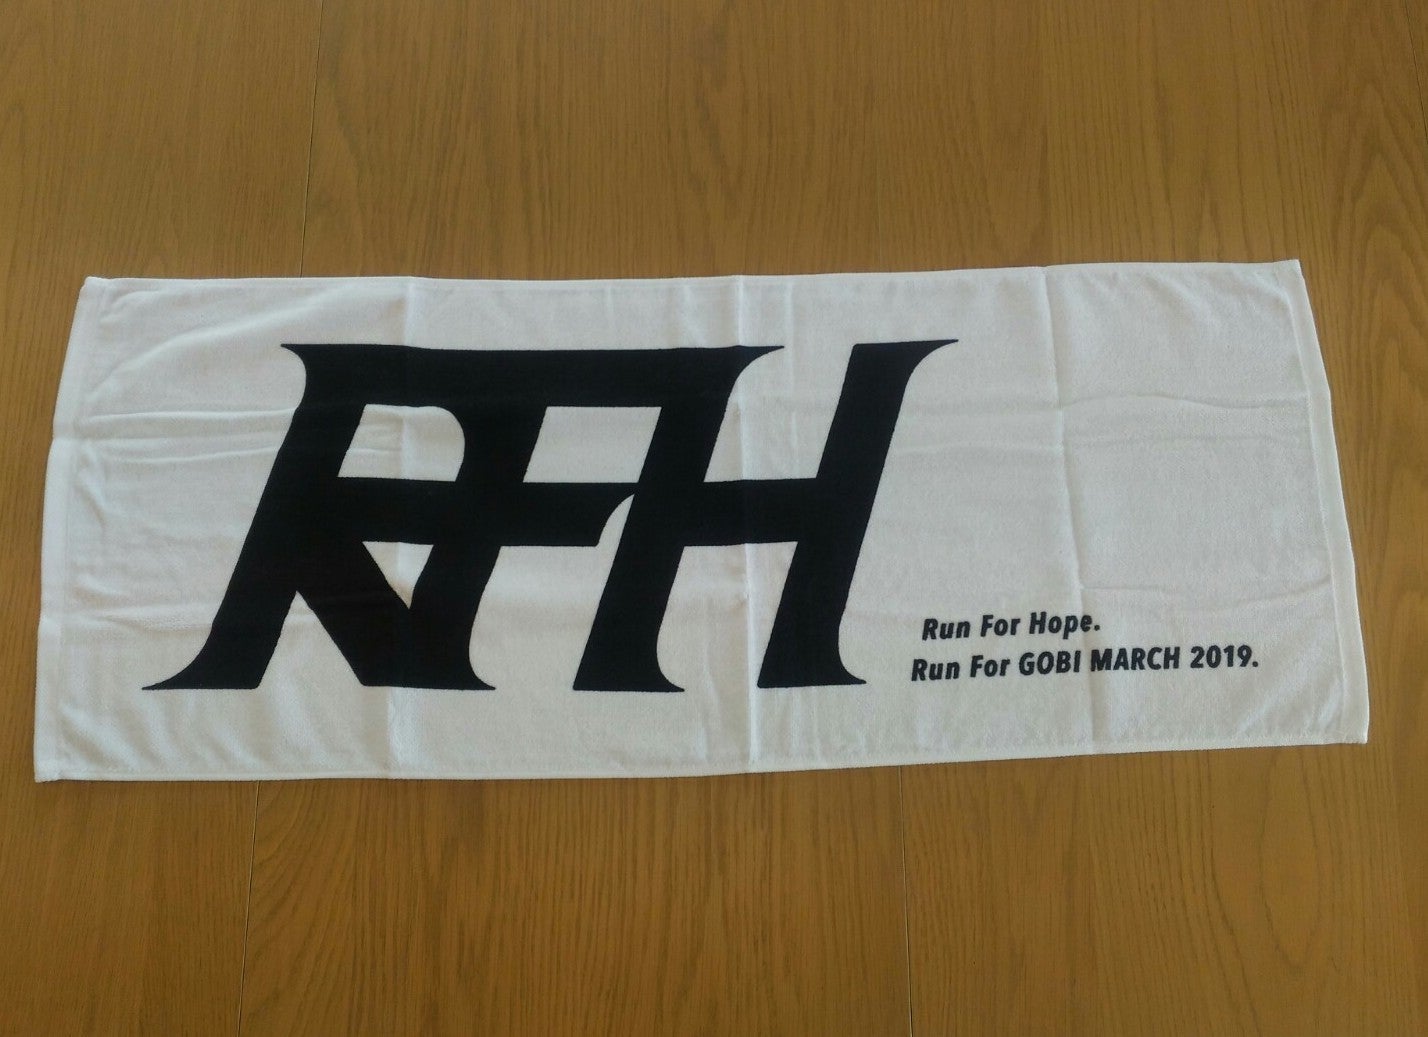 RFH
Run For Hope.
Run For GOBI MARCH 2019.